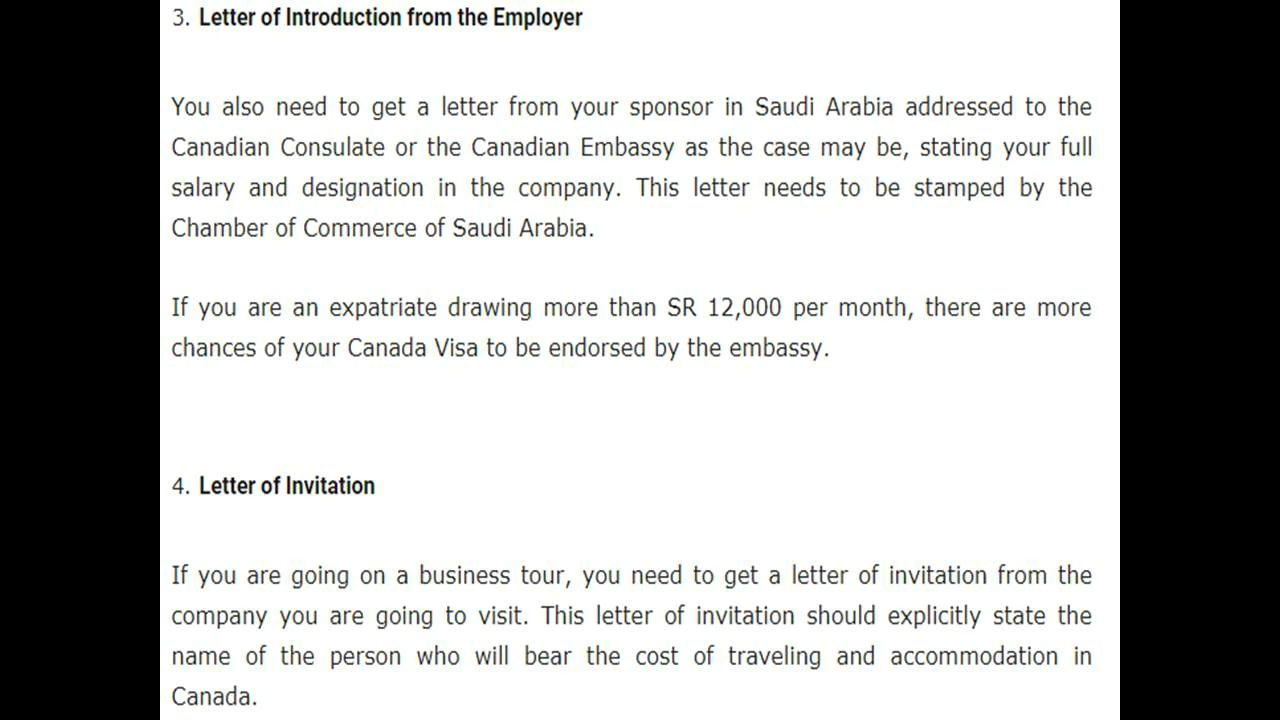 3. Letter of Introduction from the Employer
You also need to get a letter from your sponsor in Saudi Arabia addressed to the
Canadian Consulate or the Canadian Embassy as the case may be, stating your full
salary and designation in the company. This letter needs to be stamped by the
Chamber of Commerce of Saudi Arabia.
If you are an expatriate drawing more than SR 12,000 per month, there are more
chances of your Canada Visa to be endorsed by the embassy.
4. Letter of Invitation
If you are going on a business tour, you need to get a letter of invitation from the
company you are going to visit. This letter of invitation should explicitly state the
name of the person who will bear the cost of traveling and accommodation in
Canada.